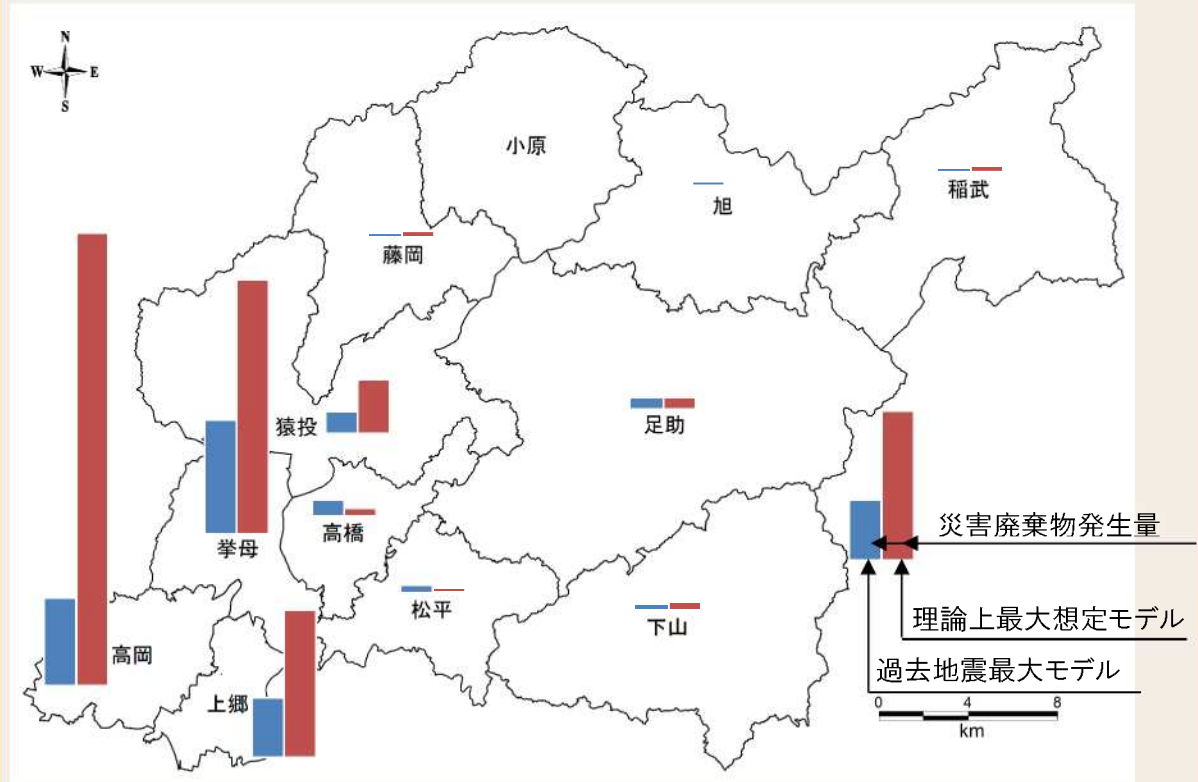 N
W E
S
小原
旭
稲武
藤岡
猿投
足助
挙母
高橋
松平
下山
高岡
上郷
災害廃棄物発生量
理論上最大想定モデル
過去地震最大モデル
0 4 8
km